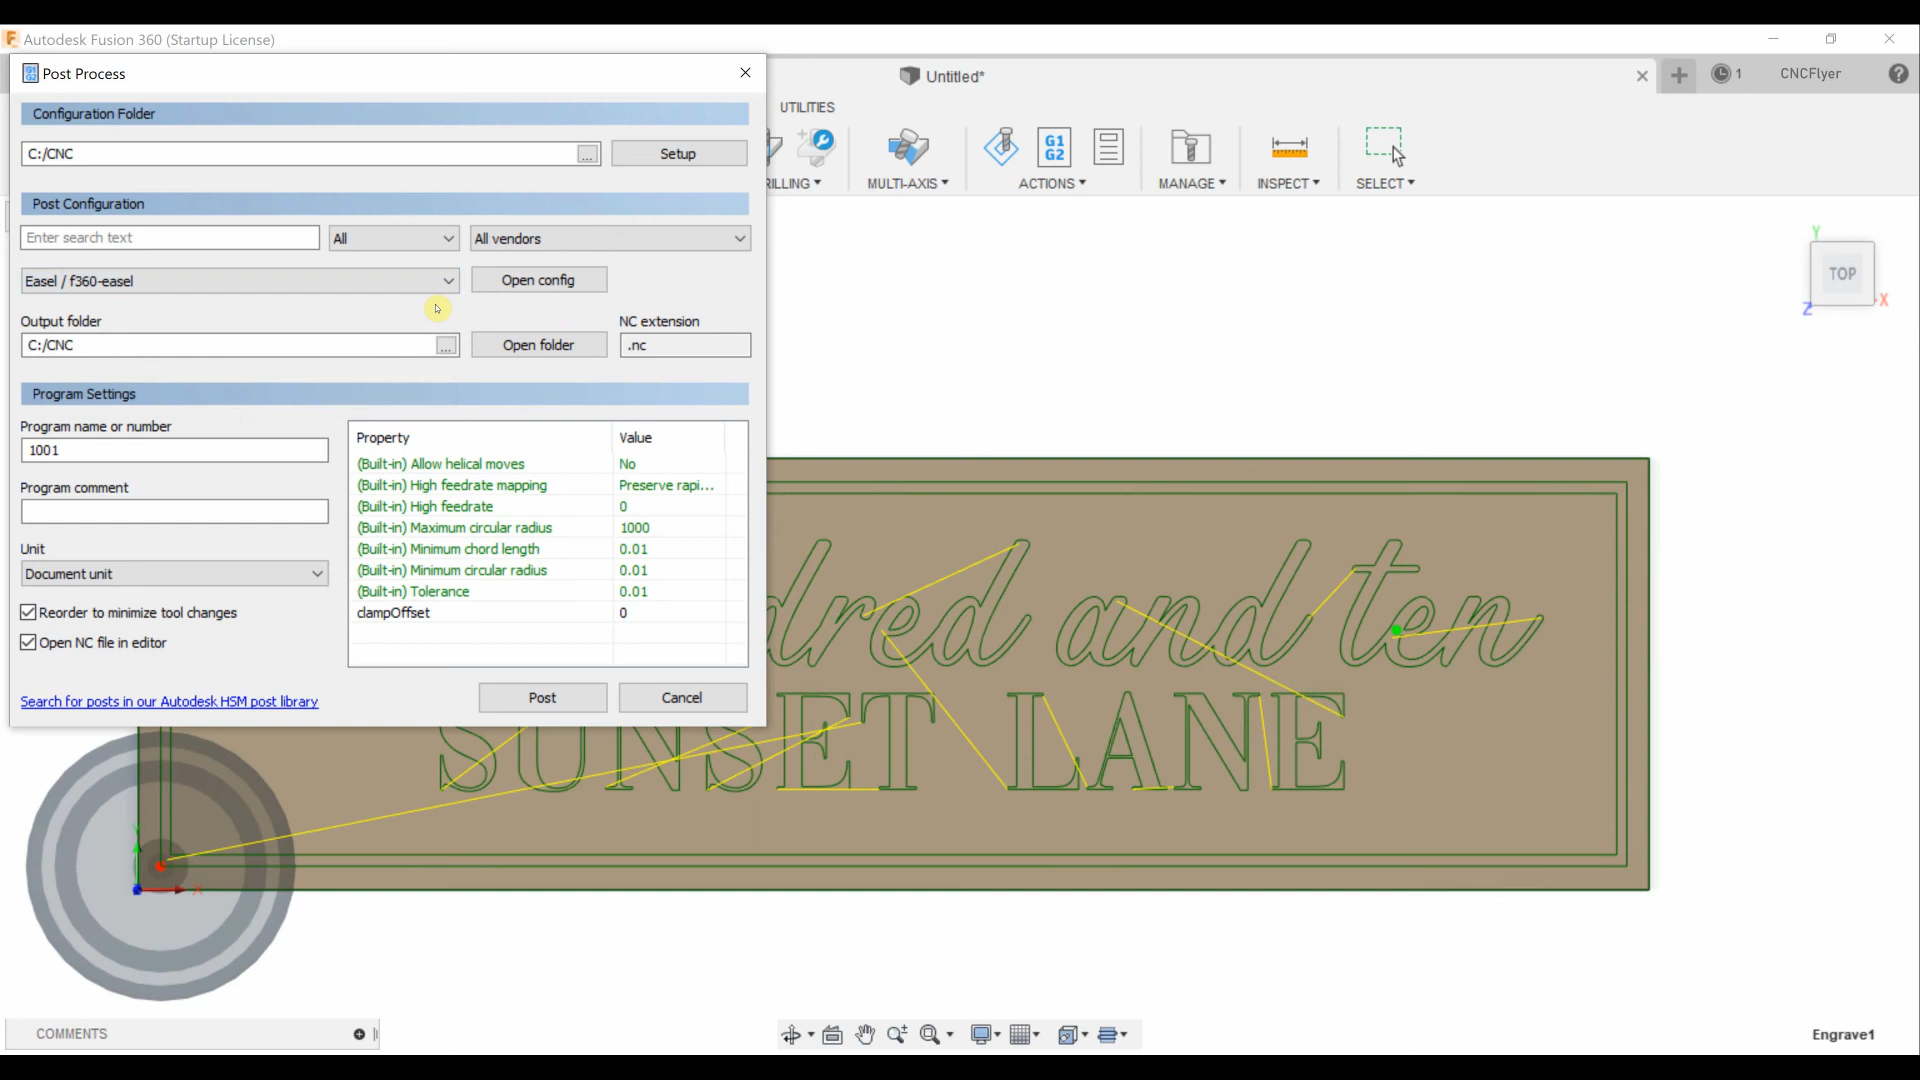 Autodesk Fusion 360 (Startup License)
Post Process
Untitled*
1
CNCFlyer
Configuration Folder
UTILITIES
C:/CNC
...
Setup
G1
G2
RILLING
MULTI-AXIS
ACTIONS
MANAGE
INSPECT
SELECT
Post Configuration
Enter search text
All
All vendors
Easel / f360-easel
Open config
Y
TOP
X
Z
Output folder
NC extension
C:/CNC
...
Open folder
.nc
Program Settings
Program name or number
1001
Property
Value
(Built-in) Allow helical moves
No
(Built-in) High feedrate mapping
Preserve rapi...
(Built-in) High feedrate
0
(Built-in) Maximum circular radius
1000
(Built-in) Minimum chord length
0.01
(Built-in) Minimum circular radius
0.01
(Built-in) Tolerance
0.01
clampOffset
0
Program comment
Unit
Document unit
Reorder to minimize tool changes
Open NC file in editor
Search for posts in our Autodesk HSM post library
Post
Cancel
dred and ten
SUNSET LANE
X
COMMENTS
Engrave1